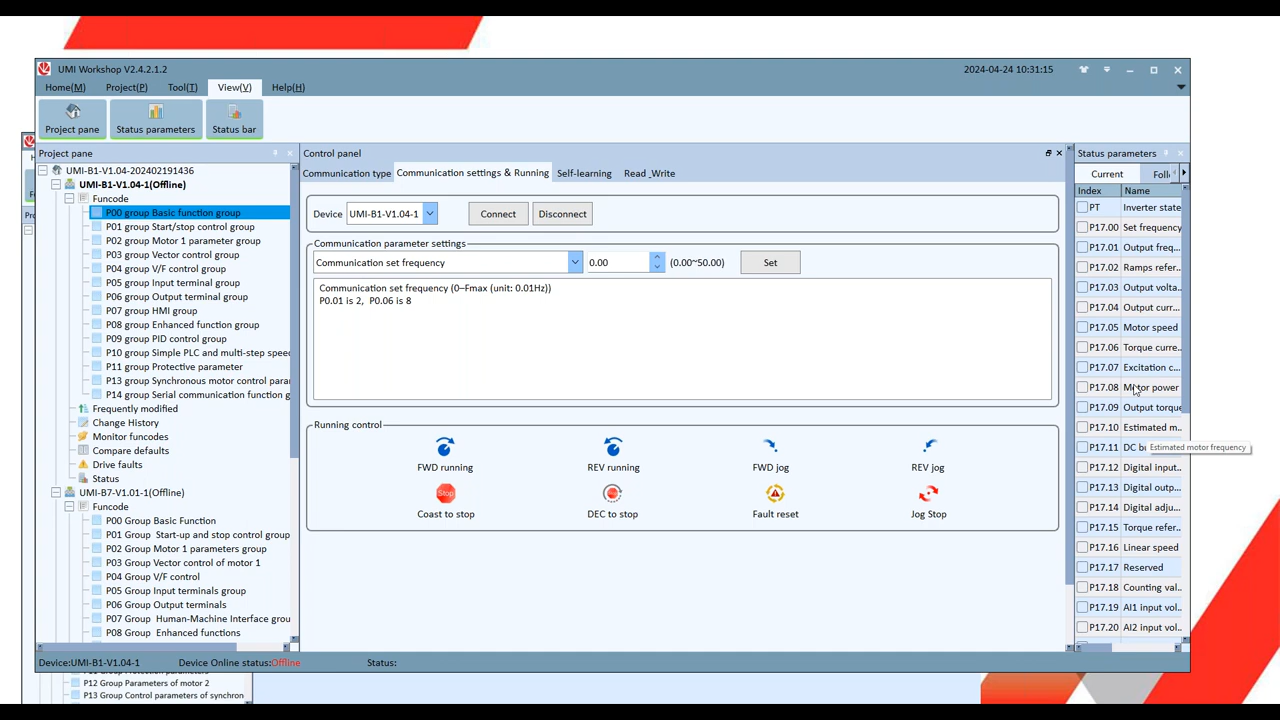 UMI Workshop V2.4.2.1.2
2024-04-24 10:31:15
Home(M) Project(P) Tool(T) View(V) Help(H)
Project pane Status parameters Status bar
Project pane
UMI-B1-V1.04-202402191436
UMI-B1-V1.04-1(Offline)
Funcode
P00 group Basic function group
P01 group Start/stop control group
P02 group Motor 1 parameter group
P03 group Vector control group
P04 group V/F control group
P05 group Input terminal group
P06 group Output terminal group
P07 group HMI group
P08 group Enhanced function group
P09 group PID control group
P10 group Simple PLC and multi-step speed
P11 group Protective parameter
P13 group Synchronous motor control para
P14 group Serial communication function g
Frequently modified
Change History
Monitor funcodes
Compare defaults
Drive faults
Status
UMI-B7-V1.01-1(Offline)
Funcode
P00 Group Basic Function
P01 Group Start-up and stop control group
P02 Group Motor 1 parameters group
P03 Group Vector control of motor 1
P04 Group V/F control
P05 Group Input terminals group
P06 Group Output terminals
P07 Group Human-Machine Interface grou
P08 Group Enhanced functions
Control panel
Communication type Communication settings & Running Self-learning Read _Write
Device UMI-B1-V1.04-1 Connect Disconnect
Communication parameter settings
Communication set frequency 0.00 (0.00~50.00) Set
Communication set frequency (0–Fmax (unit: 0.01Hz))
P0.01 is 2, P0.06 is 8
Running control
FWD running REV running FWD jog REV jog
Stop
Coast to stop DEC to stop Fault reset Jog Stop
Status parameters
Current Foll
Index Name
PT Inverter state
P17.00 Set frequency
P17.01 Output freq...
P17.02 Ramps refer...
P17.03 Output volta...
P17.04 Output curr...
P17.05 Motor speed
P17.06 Torque curre...
P17.07 Excitation c...
P17.08 Motor power
P17.09 Output torque
P17.10 Estimated m...
P17.11 DC bu
Estimated motor frequency
P17.12 Digital input...
P17.13 Digital outp...
P17.14 Digital adju...
P17.15 Torque refer...
P17.16 Linear speed
P17.17 Reserved
P17.18 Counting val...
P17.19 AI1 input vol...
P17.20 AI2 input vol...
Device:UMI-B1-V1.04-1 Device Online status:Offline Status:
P12 Group Parameters of motor 2
P13 Group Control parameters of synchron